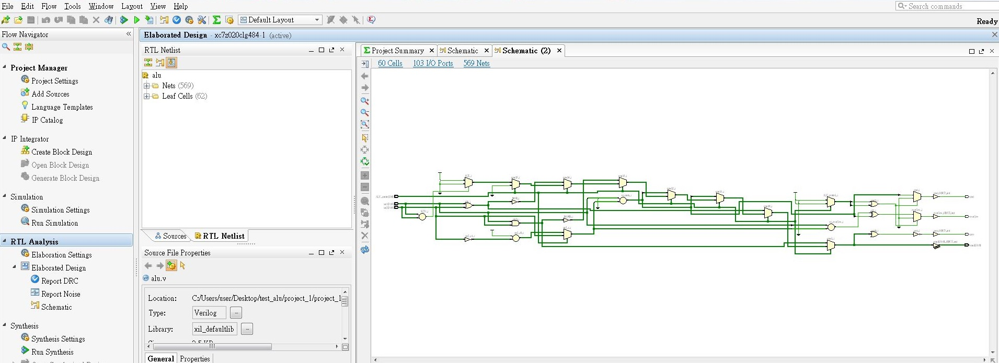 File Edit Flow Tools Window Layout View Help
Search commands
Default Layout
Ready
Flow Navigator
Project Manager
Project Settings
Add Sources
Language Templates
IP Catalog
IP Integrator
Create Block Design
Open Block Design
Generate Block Design
Simulation
Simulation Settings
Run Simulation
RTL Analysis
Elaboration Settings
Elaborated Design
Report DRC
Report Noise
Schematic
Synthesis
Synthesis Settings
Run Synthesis
Elaborated Design - xc7z020clg484-1 (active)
RTL Netlist
alu
Nets (569)
Leaf Cells (62)
Sources RTL Netlist
Source File Properties
alu.v
Location: C:/Users/user/Desktop/test_alu/project_1/project_1
Type: Verilog
Library: xil_defaultlib
General Properties
Project Summary Schematic Schematic (2)
60 Cells 103 I/O Ports 569 Nets